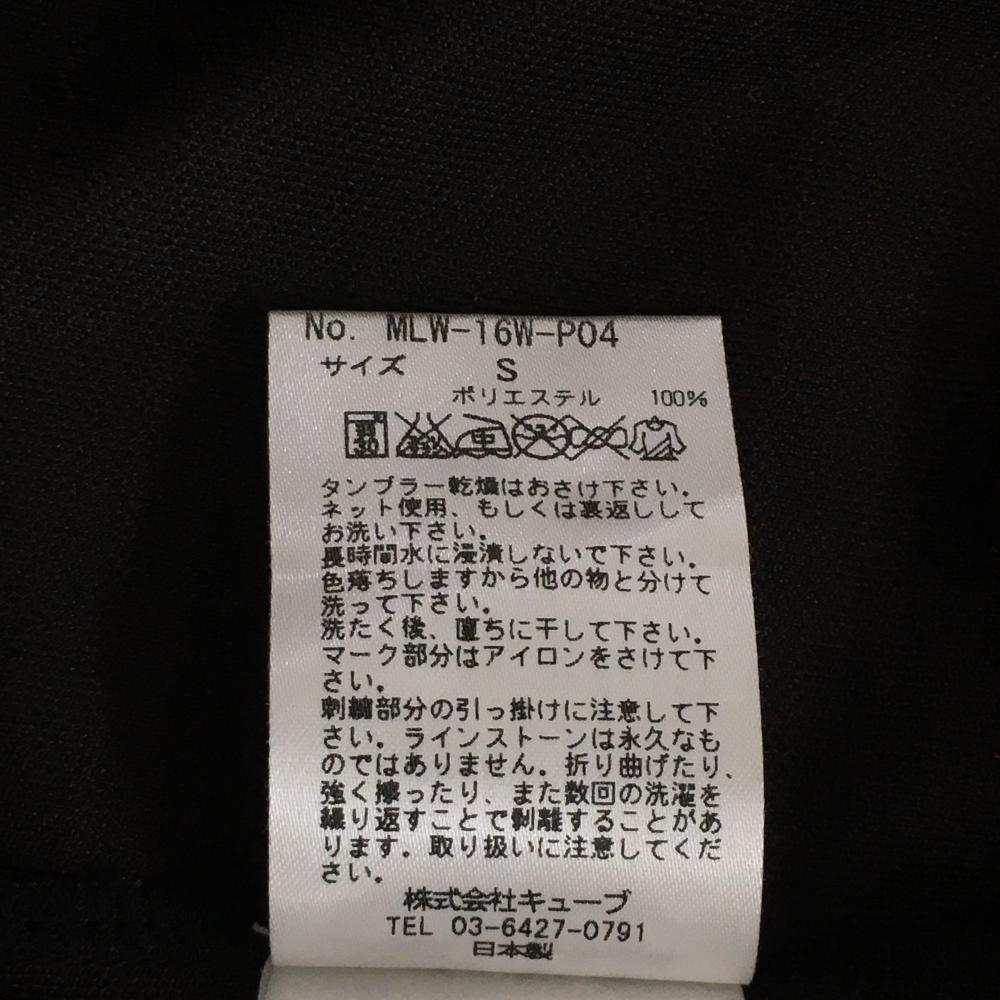 No. MLW-16W-P04
サイズ S
ポリエステル 100%
30 中
タンブラー乾燥はおさけ下さい。
ネット使用、もしくは裏返しして
お洗い下さい。
長時間水に浸漬しないで下さい。
色落ちしますから他の物と分けて
洗って下さい。
洗たく後、直ちに干して下さい。
マーク部分はアイロンをさけて下
さい。
刺繍部分の引っ掛けに注意して下
さい。ラインストーンは永久なも
のではありません。折り曲げたり、
強く擦ったり、また数回の洗濯を
繰り返すことで剥離することがあ
ります。取り扱いに注意してくだ
さい。
株式会社キューブ
TEL 03-6427-0791
日本製